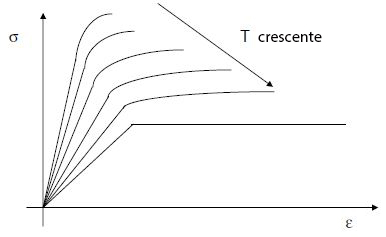 σ
T crescente
ε